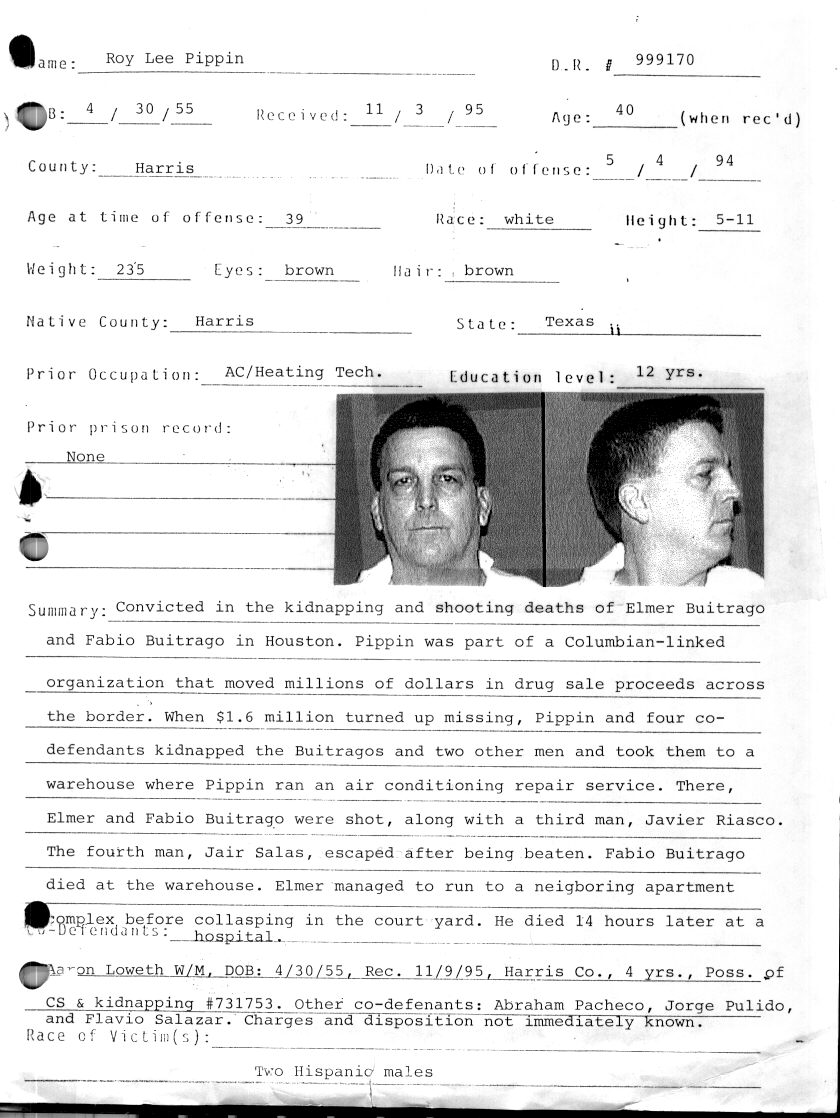 ame: Roy Lee Pippin D.R. # 999170
B: 4 / 30 / 55 Received: 11 / 3 / 95 Age: 40 (when rec'd)
County: Harris Date of offense: 5 / 4 / 94
Age at time of offense: 39 Race: white Height: 5-11
Weight: 235 Eyes: brown Hair: brown
Native County: Harris State: Texas
Prior Occupation: AC/Heating Tech. Education level: 12 yrs.
Prior prison record:
None
Summary: Convicted in the kidnapping and shooting deaths of Elmer Buitrago
and Fabio Buitrago in Houston. Pippin was part of a Columbian-linked
organization that moved millions of dollars in drug sale proceeds across
the border. When $1.6 million turned up missing, Pippin and four co-
defendants kidnapped the Buitragos and two other men and took them to a
warehouse where Pippin ran an air conditioning repair service. There,
Elmer and Fabio Buitrago were shot, along with a third man, Javier Riasco.
The fourth man, Jair Salas, escaped after being beaten. Fabio Buitrago
died at the warehouse. Elmer managed to run to a neigboring apartment
complex before collasping in the court yard. He died 14 hours later at a
Co-Defendants: hospital.
Aaron Loweth W/M, DOB: 4/30/55, Rec. 11/9/95, Harris Co., 4 yrs., Poss. of
CS & kidnapping #731753. Other co-defenants: Abraham Pacheco, Jorge Pulido,
and Flavio Salazar. Charges and disposition not immediately known.
Race of Victim(s):
Two Hispanic males